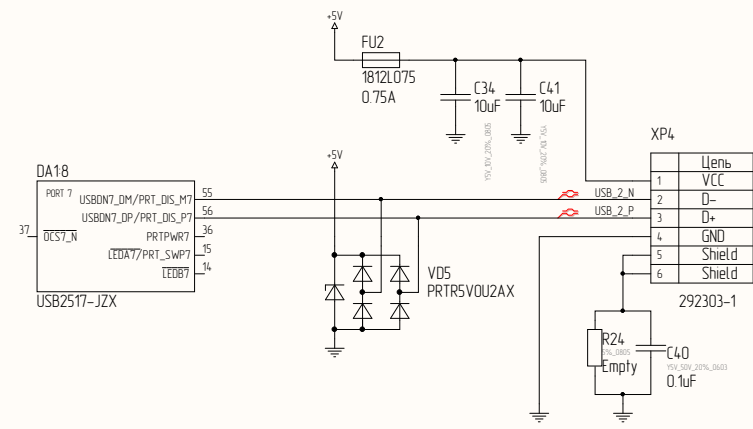 +5V
FU2
1812L075
0.75A
C34
10uF
Y5V_10V_20%_0805
C41
10uF
Y5V_10V_20%_0805
XP4
Цепь
1 VCC
2 D-
3 D+
4 GND
5 Shield
6 Shield
292303-1
DA1:8
PORT 7
USBDN7_DM/PRT_DIS_M7 55
USBDN7_DP/PRT_DIS_P7 56
37 OCS7_N
PRTPWR7 36
LEDA7/PRT_SWP7 15
LEDB7 14
USB2517-JZX
+5V
USB_2_N
USB_2_P
VD5
PRTR5V0U2AX
R24
5%_0805
Empty
C40
Y5V_50V_20%_0603
0.1uF